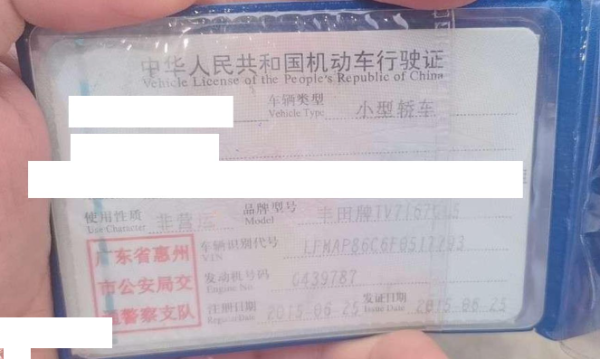 中华人民共和国机动车行驶证
Vehicle License of the People's Republic of China
车辆类型 小型轿车
Vehicle Type
使用性质 非营运 品牌型号 丰田牌
Use Character Model
车辆识别代号
VIN
发动机号码 G439787
Engine No
注册日期 2015-06-25 发证日期 2015-06-25
Register Date Issue Date
广东省惠州
市公安局交
通警察支队